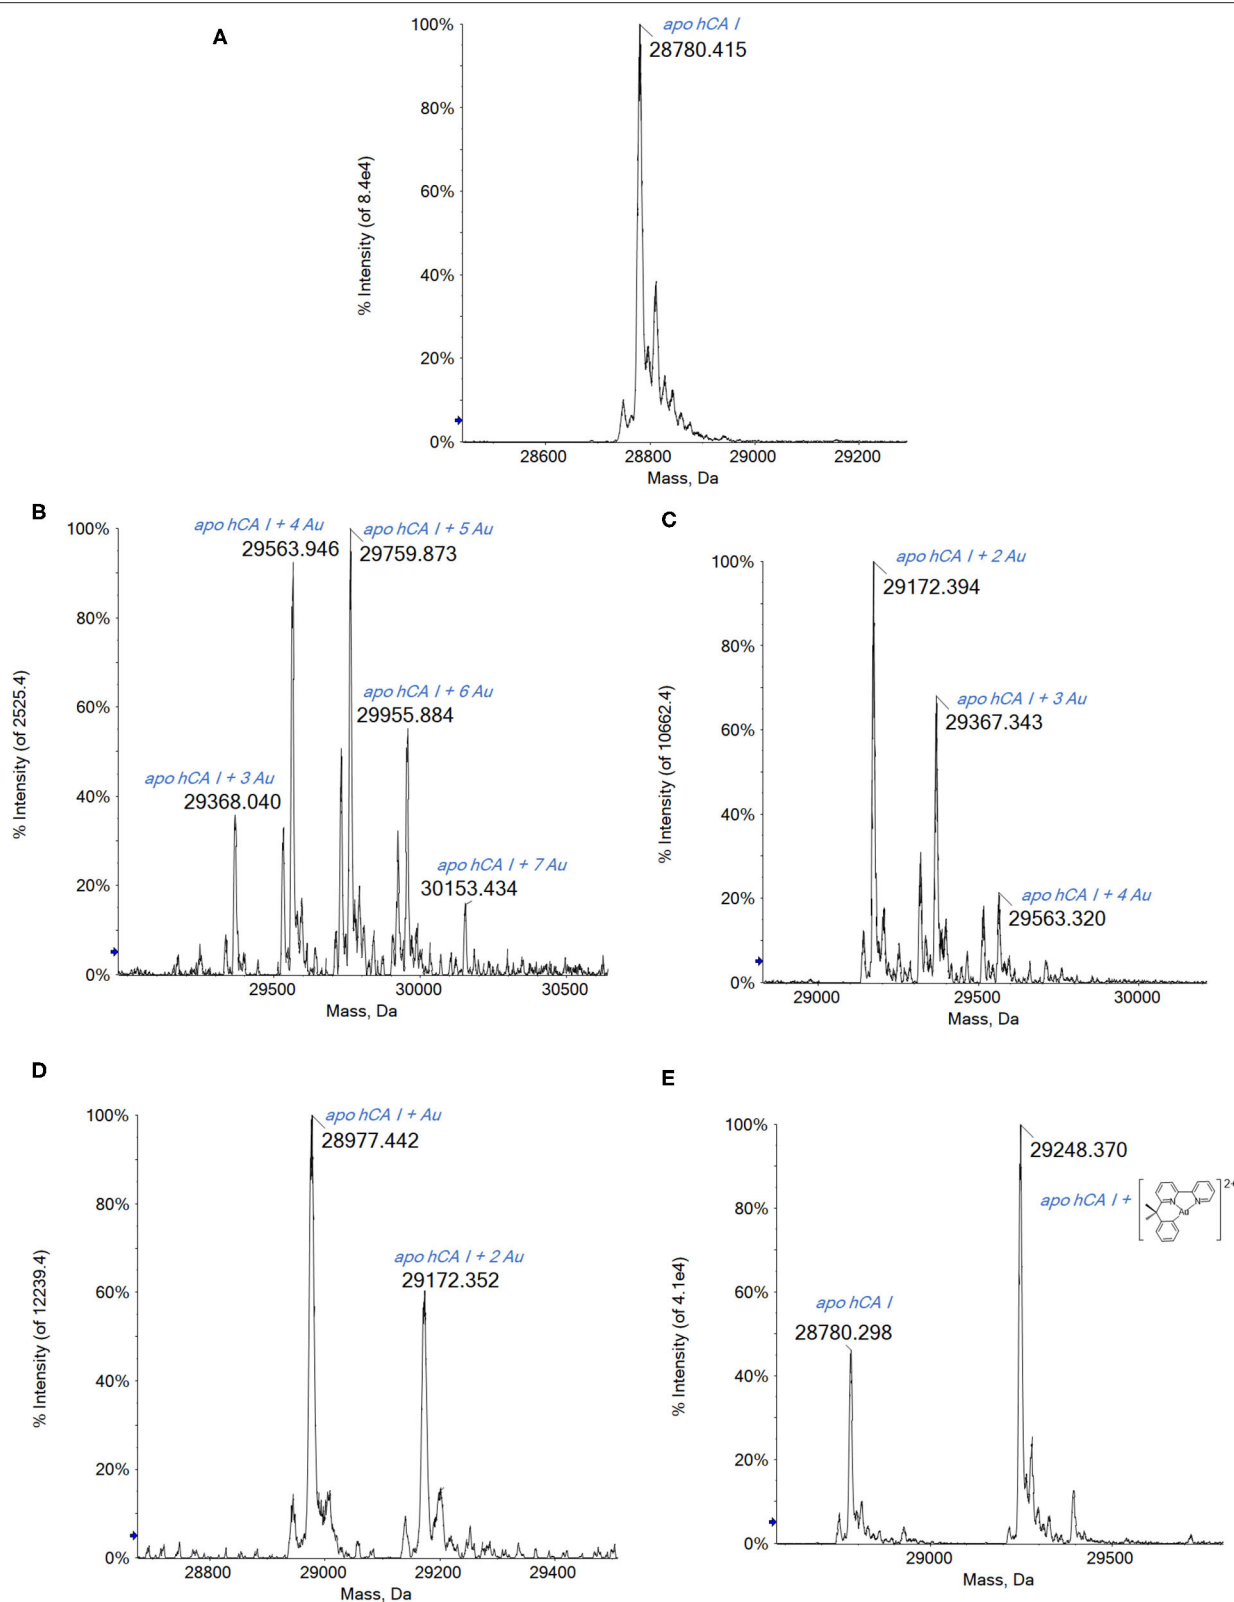 A
apo hCA I
28780.415
100%
80%
60%
40%
20%
0%
% Intensity (of 8.4e4)
28600
28800
29000
29200
Mass, Da
B
apo hCA I + 4 Au
29563.946
apo hCA I + 5 Au
29759.873
apo hCA I + 6 Au
29955.884
apo hCA I + 3 Au
29368.040
apo hCA I + 7 Au
30153.434
100%
80%
60%
40%
20%
0%
% Intensity (of 2525.4)
29500
30000
30500
Mass, Da
C
apo hCA I + 2 Au
29172.394
apo hCA I + 3 Au
29367.343
apo hCA I + 4 Au
29563.320
100%
80%
60%
40%
20%
0%
% Intensity (of 10662.4)
29000
29500
30000
Mass, Da
D
apo hCA I + Au
28977.442
apo hCA I + 2 Au
29172.352
100%
80%
60%
40%
20%
0%
% Intensity (of 12239.4)
28800
29000
29200
29400
Mass, Da
E
29248.370
apo hCA I +
N
N
Au
2+
apo hCA I
28780.298
100%
80%
60%
40%
20%
0%
% Intensity (of 4.1e4)
29000
29500
Mass, Da